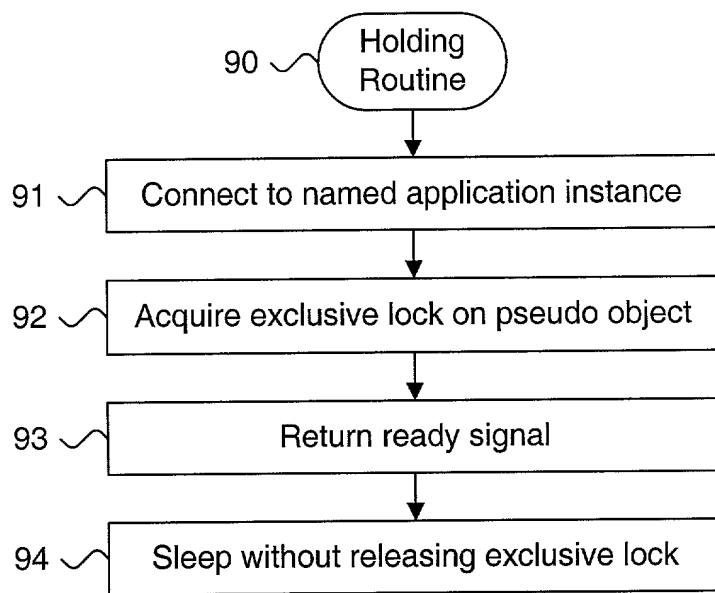 90
Holding
Routine
91
Connect to named application instance
92
Acquire exclusive lock on pseudo object
93
Return ready signal
94
Sleep without releasing exclusive lock